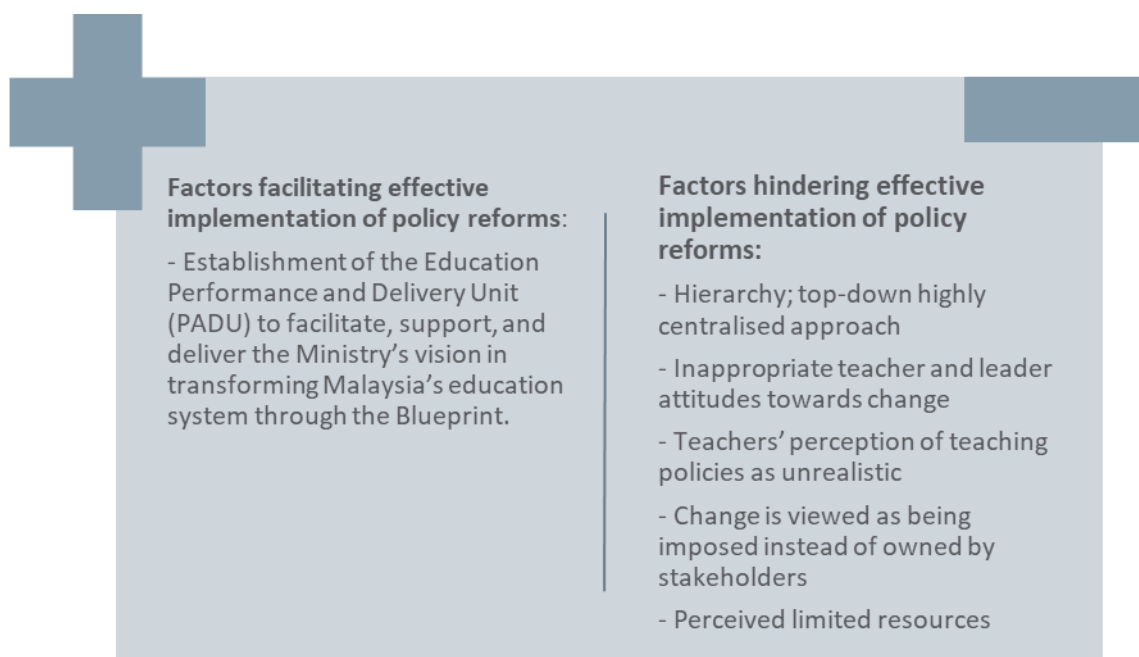 Factors facilitating effective
implementation of policy reforms:
- Establishment of the Education
Performance and Delivery Unit
(PADU) to facilitate, support, and
deliver the Ministry’s vision in
transforming Malaysia’s education
system through the Blueprint.
Factors hindering effective
implementation of policy
reforms:
- Hierarchy; top-down highly
centralised approach
- Inappropriate teacher and leader
attitudes towards change
- Teachers’ perception of teaching
policies as unrealistic
- Change is viewed as being
imposed instead of owned by
stakeholders
- Perceived limited resources